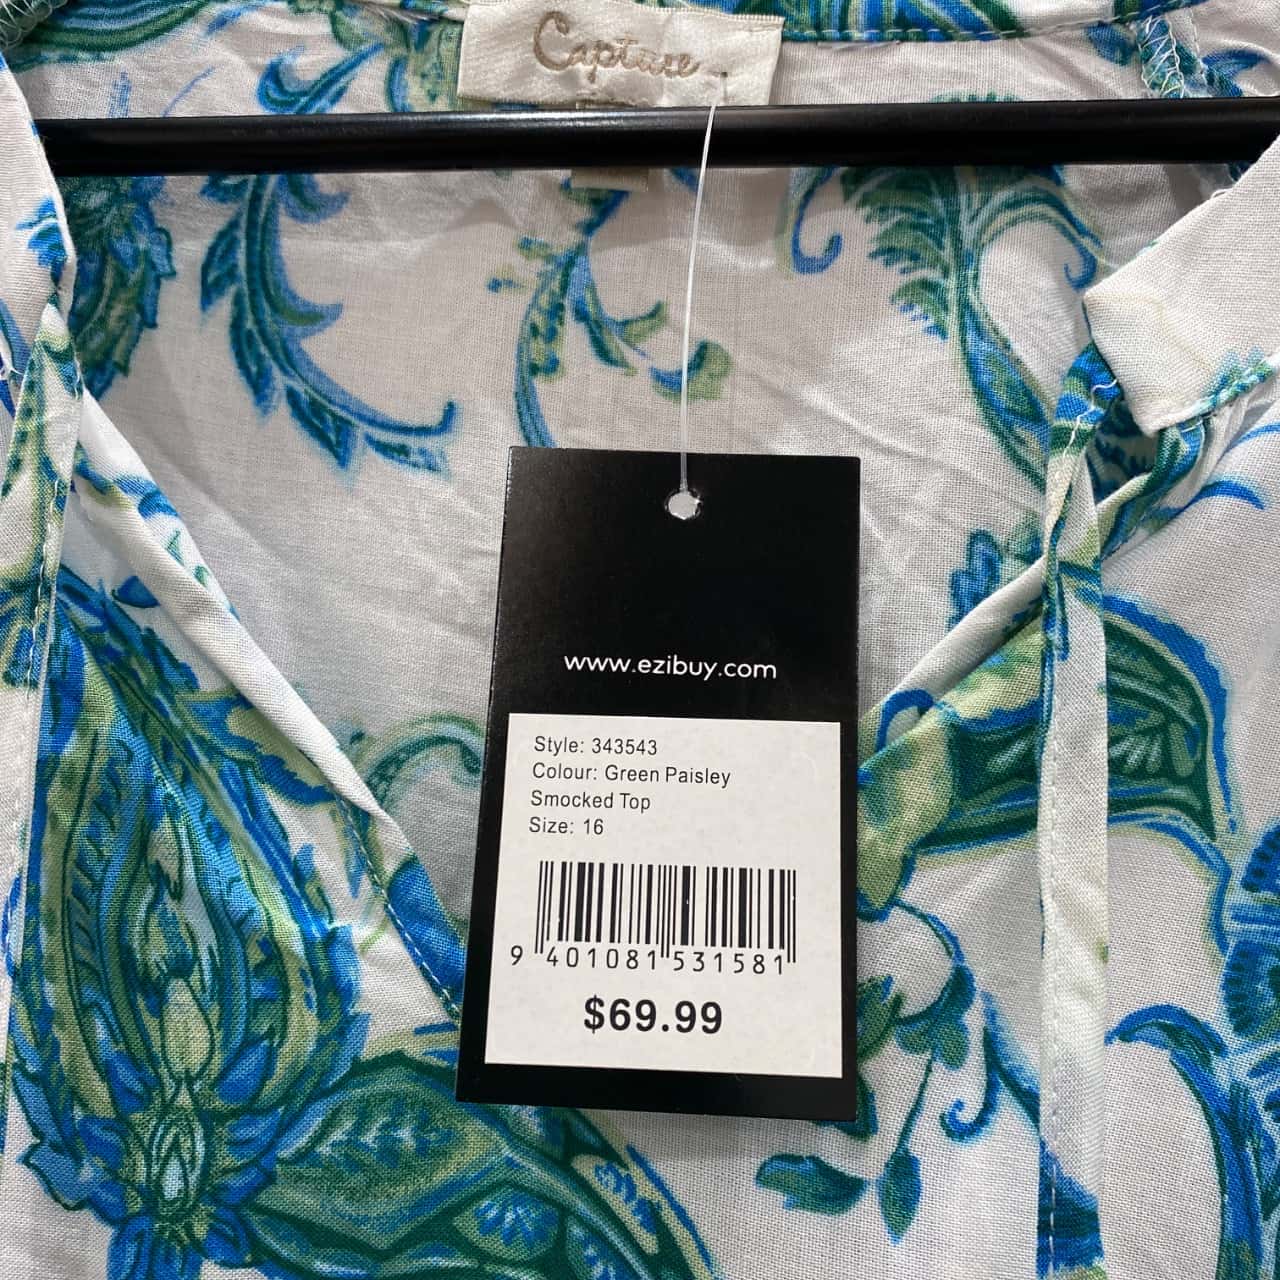 Capture
www.ezibuy.com
Style: 343543
Colour: Green Paisley
Smocked Top
Size: 16
9 401081 531581
$69.99